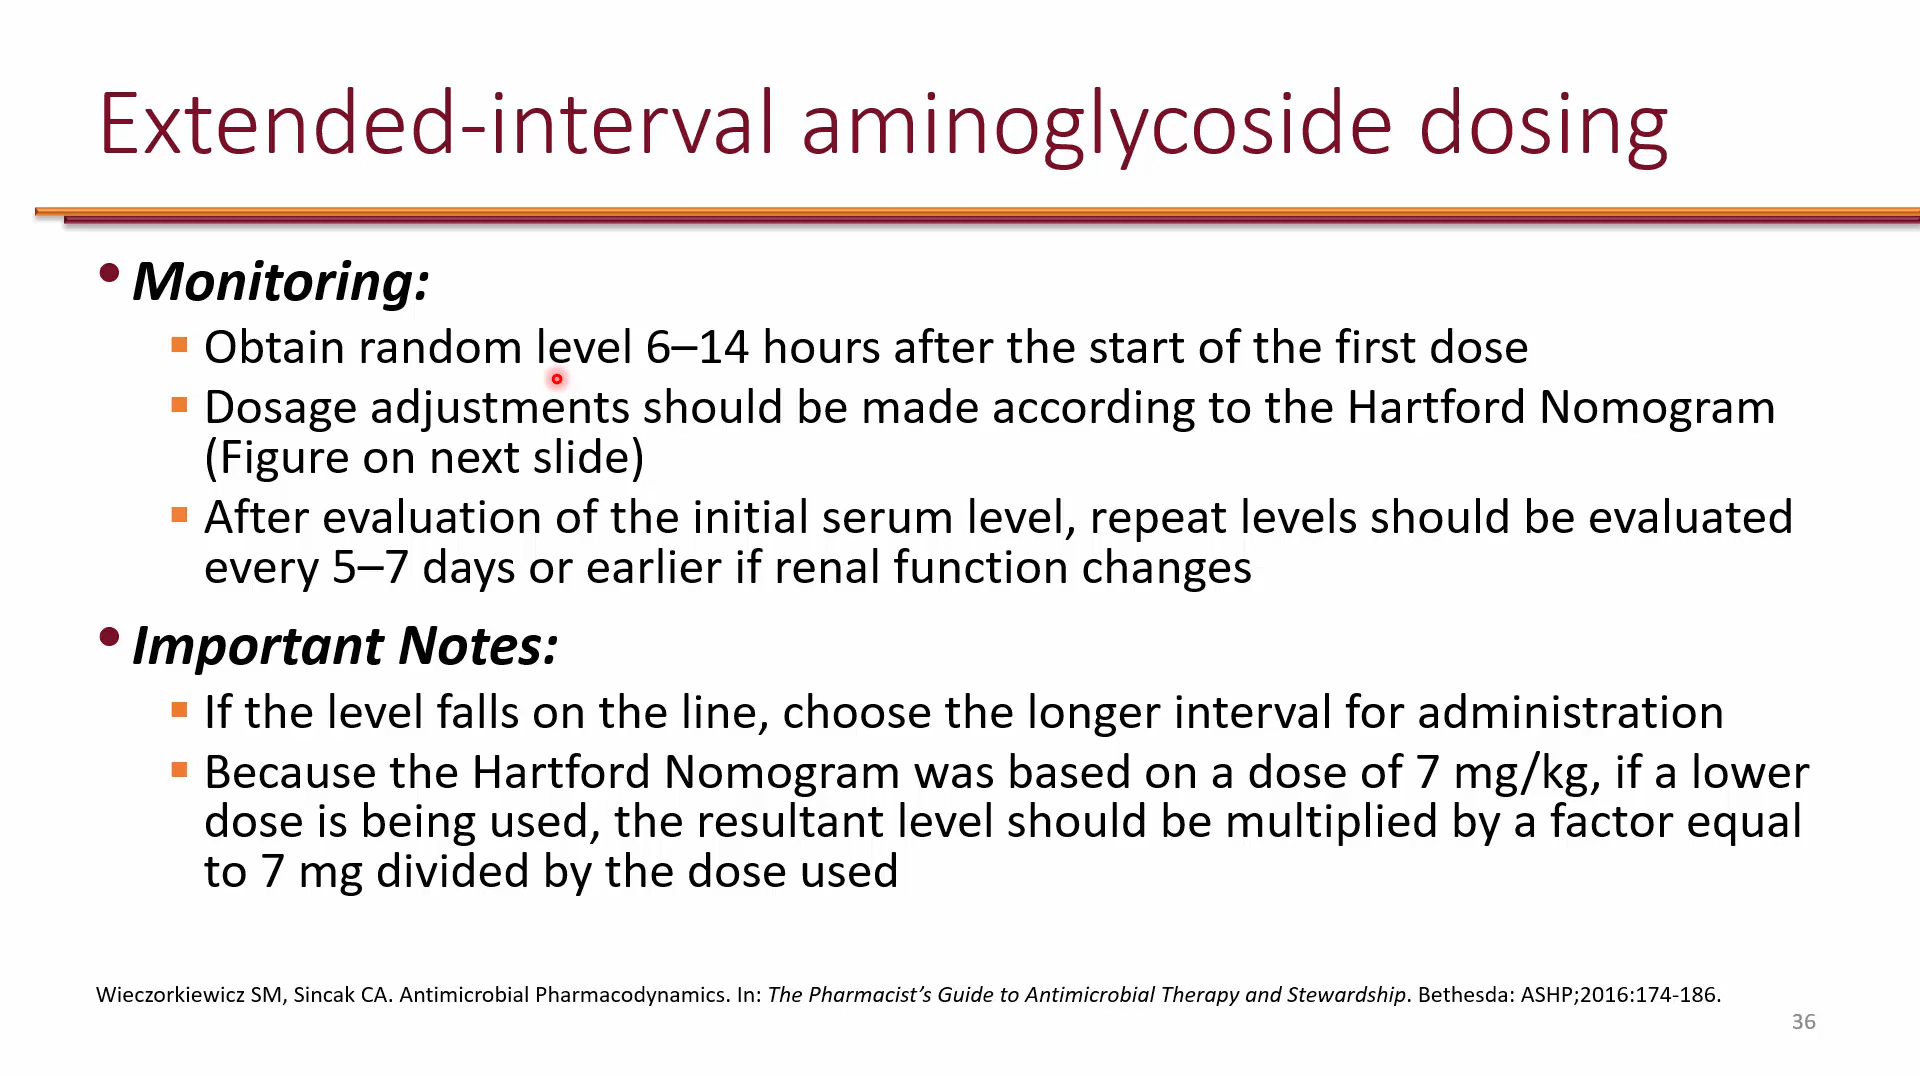 Extended-interval aminoglycoside dosing
• Monitoring:
▪ Obtain random level 6–14 hours after the start of the first dose
▪ Dosage adjustments should be made according to the Hartford Nomogram
(Figure on next slide)
▪ After evaluation of the initial serum level, repeat levels should be evaluated
every 5–7 days or earlier if renal function changes
• Important Notes:
▪ If the level falls on the line, choose the longer interval for administration
▪ Because the Hartford Nomogram was based on a dose of 7 mg/kg, if a lower
dose is being used, the resultant level should be multiplied by a factor equal
to 7 mg divided by the dose used
Wieczorkiewicz SM, Sincak CA. Antimicrobial Pharmacodynamics. In: The Pharmacist’s Guide to Antimicrobial Therapy and Stewardship. Bethesda: ASHP;2016:174-186.
36